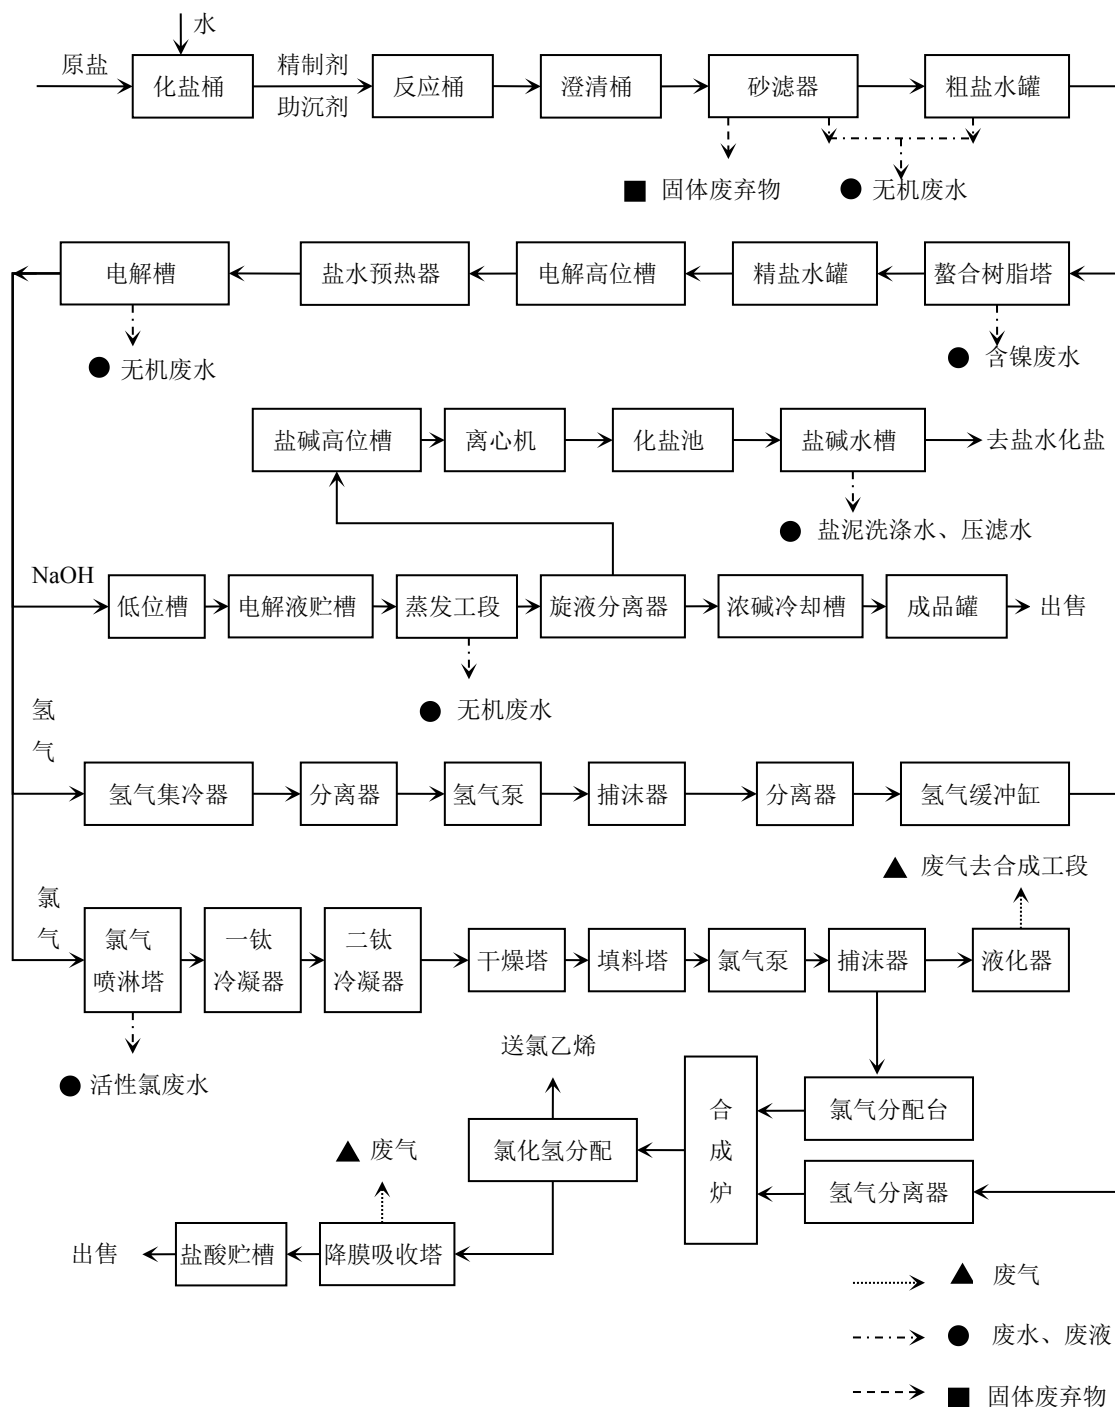 水
原盐
化盐桶
精制剂
助沉剂
反应桶
澄清桶
砂滤器
粗盐水罐
固体废弃物
无机废水
电解槽
盐水预热器
电解高位槽
精盐水罐
螯合树脂塔
无机废水
含镍废水
盐碱高位槽
离心机
化盐池
盐碱水槽
去盐水化盐
盐泥洗涤水、压滤水
NaOH
低位槽
电解液贮槽
蒸发工段
旋液分离器
浓碱冷却槽
成品罐
出售
无机废水
氢
气
氢气集冷器
分离器
氢气泵
捕沫器
分离器
氢气缓冲缸
废气去合成工段
氯
气
氯气
喷淋塔
一钛
冷凝器
二钛
冷凝器
干燥塔
填料塔
氯气泵
捕沫器
液化器
活性氯废水
送氯乙烯
合
成
炉
氯气分配台
氯化氢分配
废气
氢气分离器
出售
盐酸贮槽
降膜吸收塔
废气
废水、废液
固体废弃物